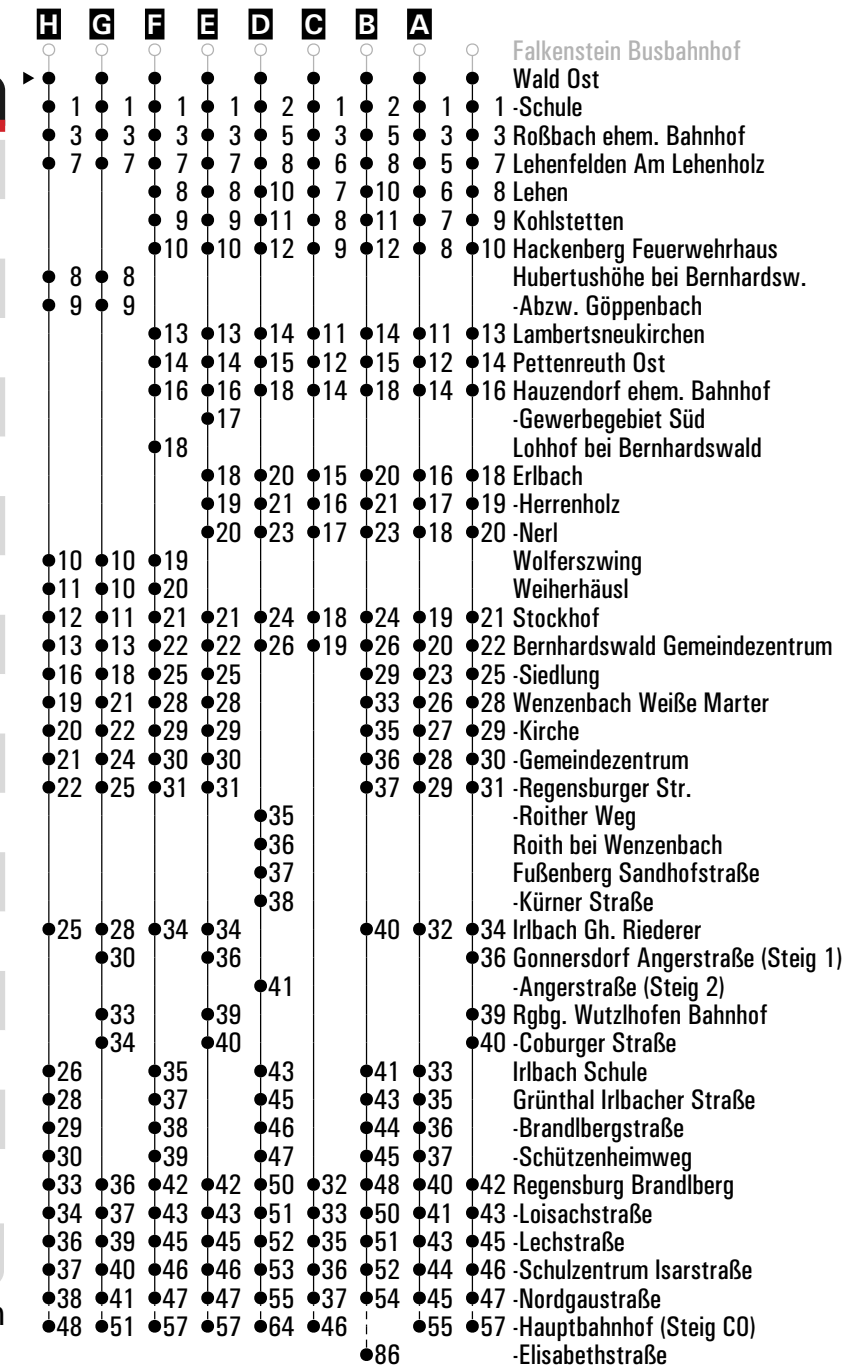 H G F E D C B A
Falkenstein Busbahnhof
Wald Ost
1 1 1 1 2 1 2 1 1 -Schule
3 3 3 3 5 3 5 3 3 Roßbach ehem. Bahnhof
7 7 7 7 8 6 8 5 7 Lehenfelden Am Lehenholz
8 8 10 7 10 6 8 Lehen
9 9 11 8 11 7 9 Kohlstetten
10 10 12 9 12 8 10 Hackenberg Feuerwehrhaus
8 8 Hubertushöhe bei Bernhardsw.
9 9 -Abzw. Göppenbach
13 13 14 11 14 11 13 Lambertsneukirchen
14 14 15 12 15 12 14 Pettenreuth Ost
16 16 18 14 18 14 16 Hauzendorf ehem. Bahnhof
17 -Gewerbegebiet Süd
18 Lohhof bei Bernhardswald
18 20 15 20 16 18 Erlbach
19 21 16 21 17 19 -Herrenholz
20 23 17 23 18 20 -Nerl
10 10 19 Wolferszwing
11 10 20 Weiherhäusl
12 11 21 21 24 18 24 19 21 Stockhof
13 13 22 22 26 19 26 20 22 Bernhardswald Gemeindezentrum
16 18 25 25 29 23 25 -Siedlung
19 21 28 28 33 26 28 Wenzenbach Weiße Marter
20 22 29 29 35 27 29 -Kirche
21 24 30 30 36 28 30 -Gemeindezentrum
22 25 31 31 37 29 31 -Regensburger Str.
35 -Roither Weg
36 Roith bei Wenzenbach
37 Fußenberg Sandhofstraße
38 -Kürner Straße
25 28 34 34 40 32 34 Irlbach Gh. Riederer
30 36 36 Gonnersdorf Angerstraße (Steig 1)
41 -Angerstraße (Steig 2)
33 39 39 Rgbg. Wutzlhofen Bahnhof
34 40 40 -Coburger Straße
26 35 43 41 33 Irlbach Schule
28 37 45 43 35 Grünthal Irlbacher Straße
29 38 46 44 36 -Brandlbergstraße
30 39 47 45 37 -Schützenheimweg
33 36 42 42 50 32 48 40 42 Regensburg Brandlberg
34 37 43 43 51 33 50 41 43 -Loisachstraße
36 39 45 45 52 35 51 43 45 -Lechstraße
37 40 46 46 53 36 52 44 46 -Schulzentrum Isarstraße
38 41 47 47 55 37 54 45 47 -Nordgaustraße
48 51 57 57 64 46 55 57 -Hauptbahnhof (Steig C0)
86 -Elisabethstraße